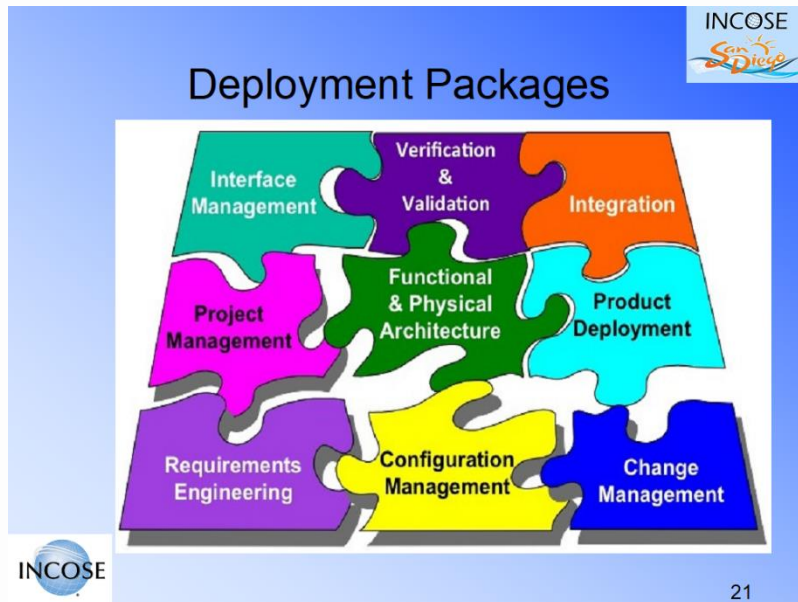 INCOSE
San Diego
Deployment Packages
Interface
Management
Verification
&
Validation
Integration
Project
Management
Functional
& Physical
Architecture
Product
Deployment
Requirements
Engineering
Configuration
Management
Change
Management
INCOSE
21